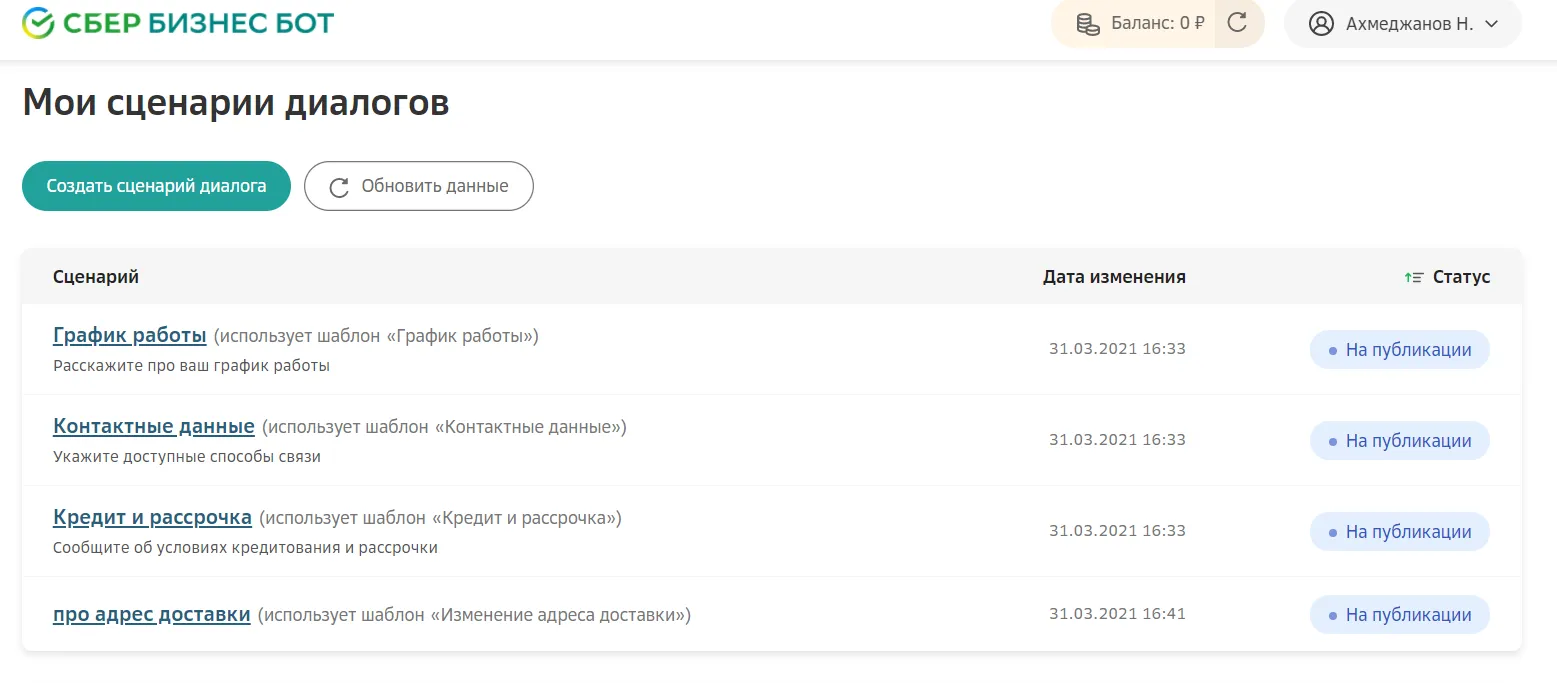 СБЕР БИЗНЕС БОТ
Баланс: 0 ₽
Ахмеджанов Н.
Мои сценарии диалогов
Создать сценарий диалога
Обновить данные
Сценарий Дата изменения Статус
График работы (использует шаблон «График работы») 31.03.2021 16:33 На публикации
Расскажите про ваш график работы
Контактные данные (использует шаблон «Контактные данные») 31.03.2021 16:33 На публикации
Укажите доступные способы связи
Кредит и рассрочка (использует шаблон «Кредит и рассрочка») 31.03.2021 16:33 На публикации
Сообщите об условиях кредитования и рассрочки
про адрес доставки (использует шаблон «Изменение адреса доставки») 31.03.2021 16:41 На публикации